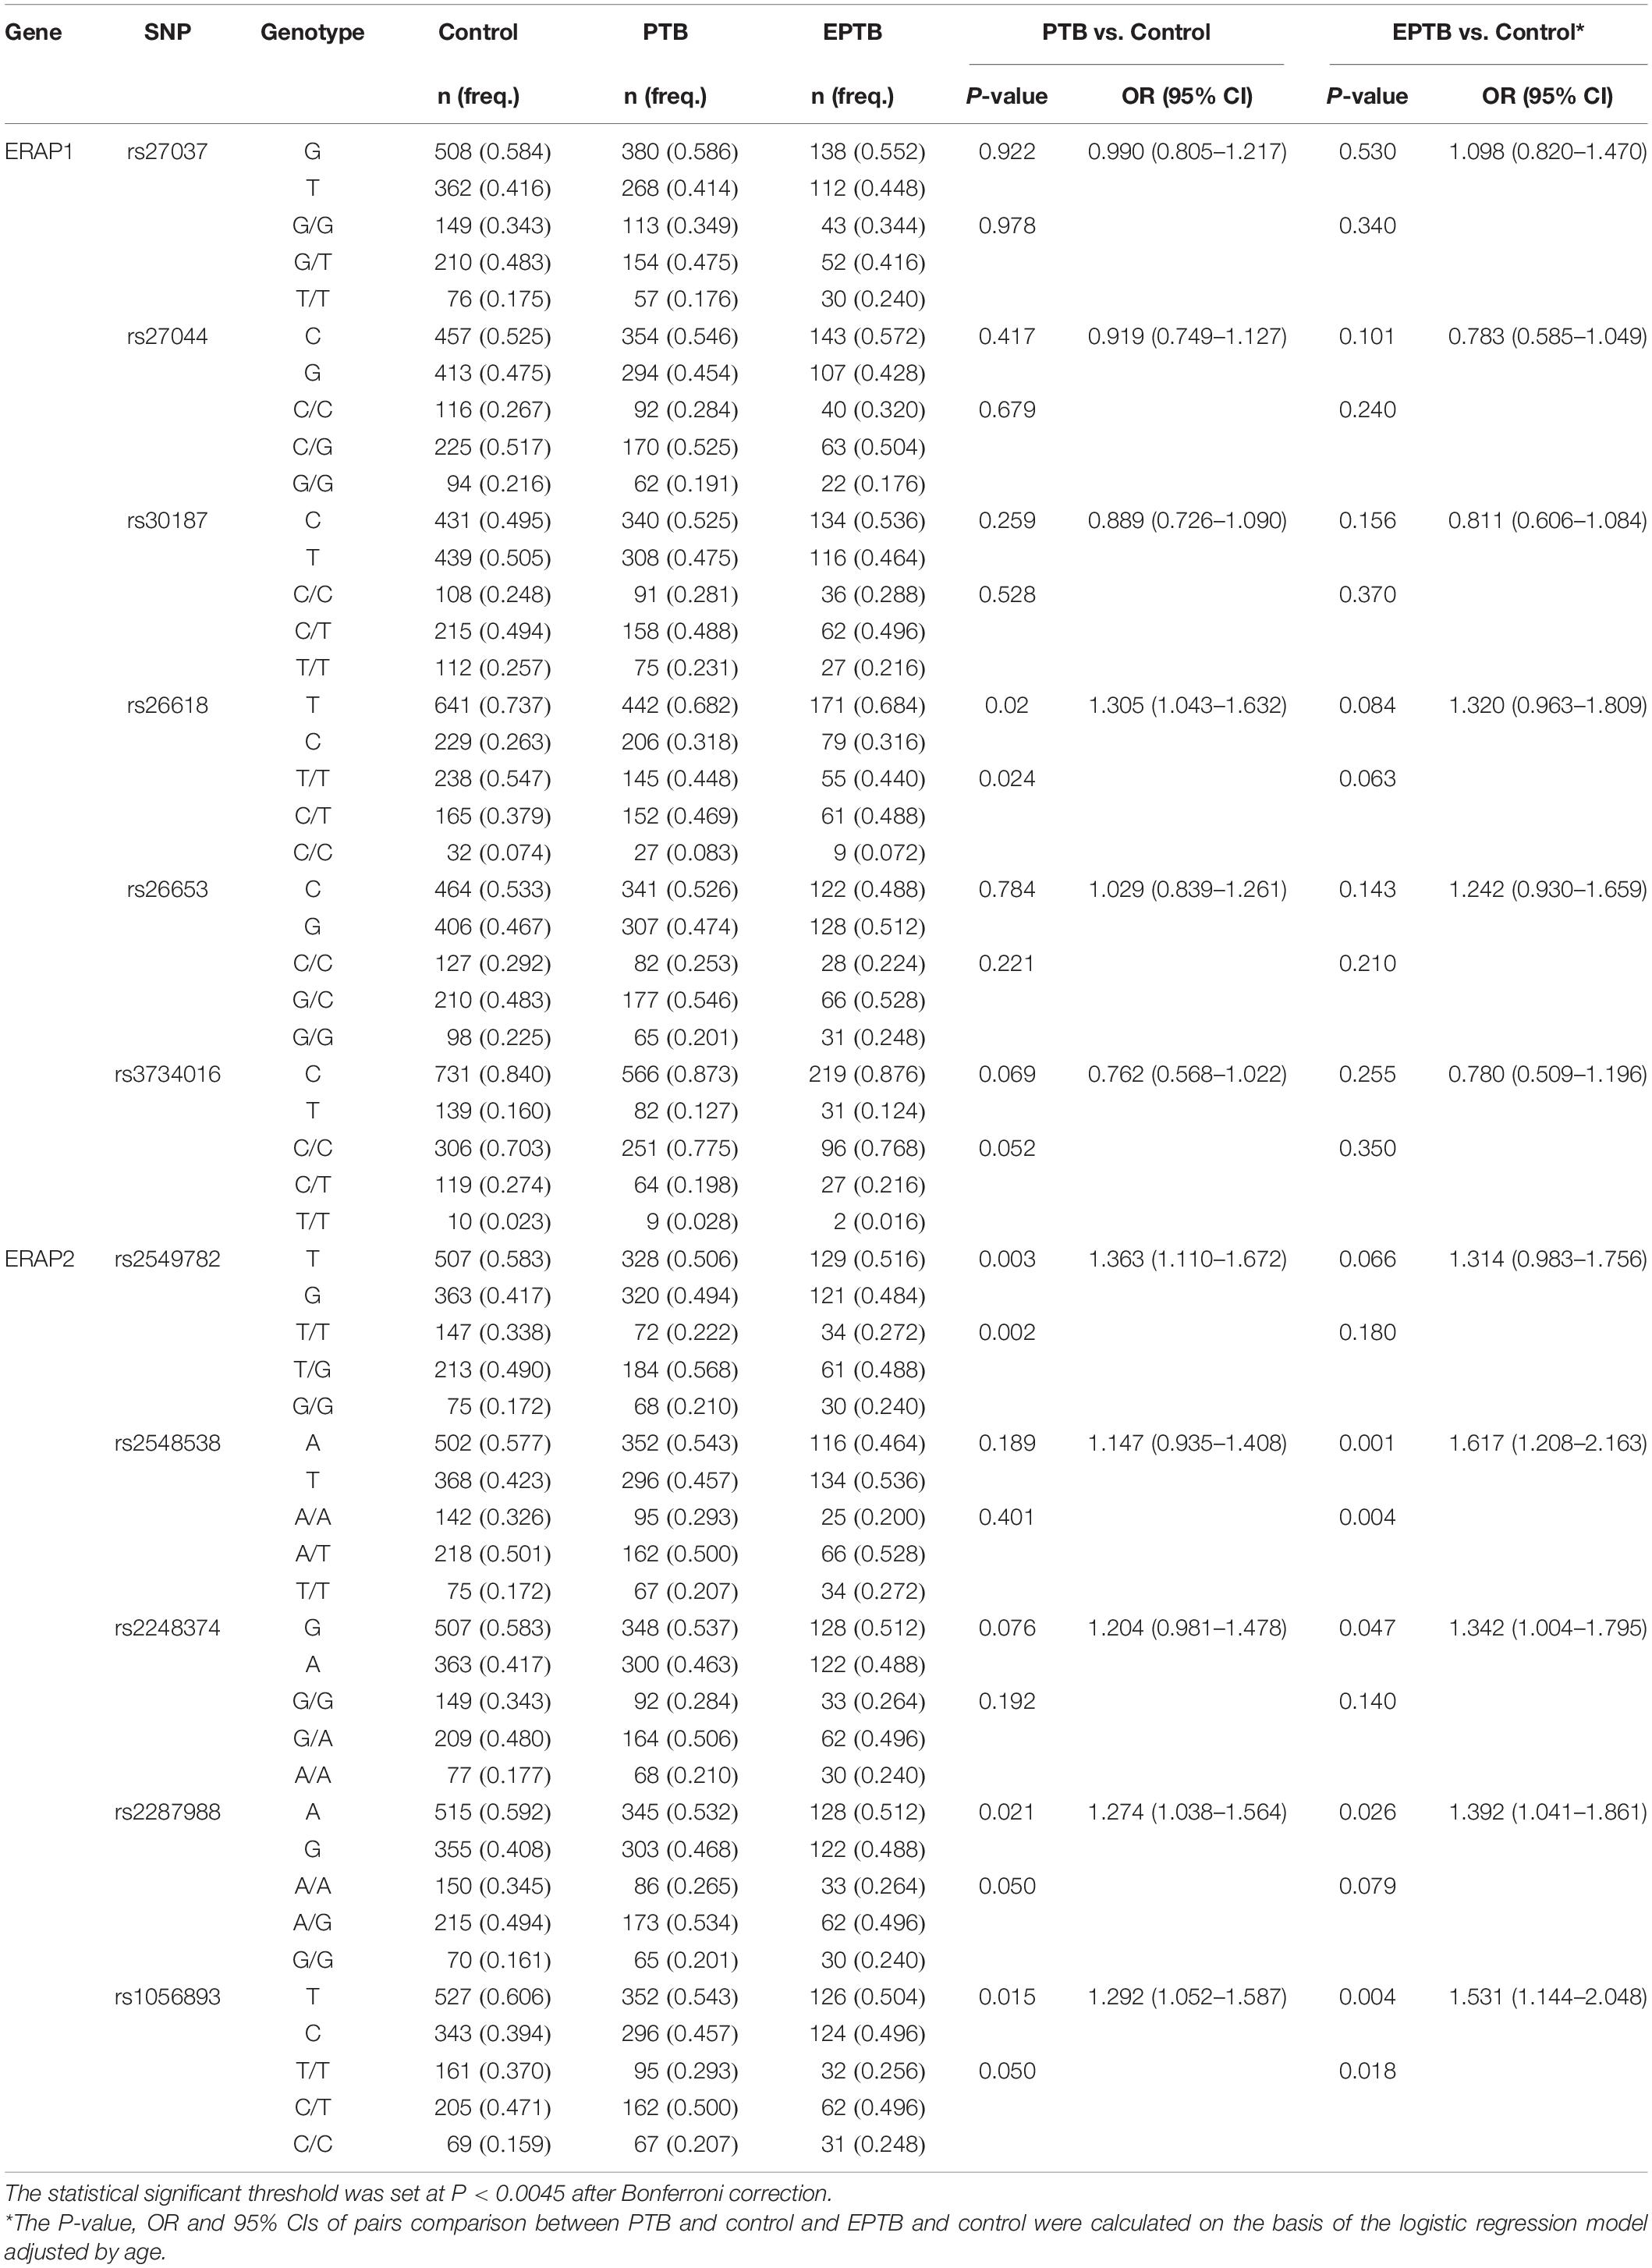 Gene SNP Genotype Control PTB EPTB PTB vs. Control EPTB vs. Control*
n (freq.) n (freq.) n (freq.) P-value OR (95% CI) P-value OR (95% CI)
ERAP1 rs27037 G 508 (0.584) 380 (0.586) 138 (0.552) 0.922 0.990 (0.805–1.217) 0.530 1.098 (0.820–1.470)
T 362 (0.416) 268 (0.414) 112 (0.448)
G/G 149 (0.343) 113 (0.349) 43 (0.344) 0.978 0.340
G/T 210 (0.483) 154 (0.475) 52 (0.416)
T/T 76 (0.175) 57 (0.176) 30 (0.240)
rs27044 C 457 (0.525) 354 (0.546) 143 (0.572) 0.417 0.919 (0.749–1.127) 0.101 0.783 (0.585–1.049)
G 413 (0.475) 294 (0.454) 107 (0.428)
C/C 116 (0.267) 92 (0.284) 40 (0.320) 0.679 0.240
C/G 225 (0.517) 170 (0.525) 63 (0.504)
G/G 94 (0.216) 62 (0.191) 22 (0.176)
rs30187 C 431 (0.495) 340 (0.525) 134 (0.536) 0.259 0.889 (0.726–1.090) 0.156 0.811 (0.606–1.084)
T 439 (0.505) 308 (0.475) 116 (0.464)
C/C 108 (0.248) 91 (0.281) 36 (0.288) 0.528 0.370
C/T 215 (0.494) 158 (0.488) 62 (0.496)
T/T 112 (0.257) 75 (0.231) 27 (0.216)
rs26618 T 641 (0.737) 442 (0.682) 171 (0.684) 0.02 1.305 (1.043–1.632) 0.084 1.320 (0.963–1.809)
C 229 (0.263) 206 (0.318) 79 (0.316)
T/T 238 (0.547) 145 (0.448) 55 (0.440) 0.024 0.063
C/T 165 (0.379) 152 (0.469) 61 (0.488)
C/C 32 (0.074) 27 (0.083) 9 (0.072)
rs26653 C 464 (0.533) 341 (0.526) 122 (0.488) 0.784 1.029 (0.839–1.261) 0.143 1.242 (0.930–1.659)
G 406 (0.467) 307 (0.474) 128 (0.512)
C/C 127 (0.292) 82 (0.253) 28 (0.224) 0.221 0.210
G/C 210 (0.483) 177 (0.546) 66 (0.528)
G/G 98 (0.225) 65 (0.201) 31 (0.248)
rs3734016 C 731 (0.840) 566 (0.873) 219 (0.876) 0.069 0.762 (0.568–1.022) 0.255 0.780 (0.509–1.196)
T 139 (0.160) 82 (0.127) 31 (0.124)
C/C 306 (0.703) 251 (0.775) 96 (0.768) 0.052 0.350
C/T 119 (0.274) 64 (0.198) 27 (0.216)
T/T 10 (0.023) 9 (0.028) 2 (0.016)
ERAP2 rs2549782 T 507 (0.583) 328 (0.506) 129 (0.516) 0.003 1.363 (1.110–1.672) 0.066 1.314 (0.983–1.756)
G 363 (0.417) 320 (0.494) 121 (0.484)
T/T 147 (0.338) 72 (0.222) 34 (0.272) 0.002 0.180
T/G 213 (0.490) 184 (0.568) 61 (0.488)
G/G 75 (0.172) 68 (0.210) 30 (0.240)
rs2548538 A 502 (0.577) 352 (0.543) 116 (0.464) 0.189 1.147 (0.935–1.408) 0.001 1.617 (1.208–2.163)
T 368 (0.423) 296 (0.457) 134 (0.536)
A/A 142 (0.326) 95 (0.293) 25 (0.200) 0.401 0.004
A/T 218 (0.501) 162 (0.500) 66 (0.528)
T/T 75 (0.172) 67 (0.207) 34 (0.272)
rs2248374 G 507 (0.583) 348 (0.537) 128 (0.512) 0.076 1.204 (0.981–1.478) 0.047 1.342 (1.004–1.795)
A 363 (0.417) 300 (0.463) 122 (0.488)
G/G 149 (0.343) 92 (0.284) 33 (0.264) 0.192 0.140
G/A 209 (0.480) 164 (0.506) 62 (0.496)
A/A 77 (0.177) 68 (0.210) 30 (0.240)
rs2287988 A 515 (0.592) 345 (0.532) 128 (0.512) 0.021 1.274 (1.038–1.564) 0.026 1.392 (1.041–1.861)
G 355 (0.408) 303 (0.468) 122 (0.488)
A/A 150 (0.345) 86 (0.265) 33 (0.264) 0.050 0.079
A/G 215 (0.494) 173 (0.534) 62 (0.496)
G/G 70 (0.161) 65 (0.201) 30 (0.240)
rs1056893 T 527 (0.606) 352 (0.543) 126 (0.504) 0.015 1.292 (1.052–1.587) 0.004 1.531 (1.144–2.048)
C 343 (0.394) 296 (0.457) 124 (0.496)
T/T 161 (0.370) 95 (0.293) 32 (0.256) 0.050 0.018
C/T 205 (0.471) 162 (0.500) 62 (0.496)
C/C 69 (0.159) 67 (0.207) 31 (0.248)
The statistical significant threshold was set at P < 0.0045 after Bonferroni correction.
*The P-value, OR and 95% CIs of pairs comparison between PTB and control and EPTB and control were calculated on the basis of the logistic regression model
adjusted by age.